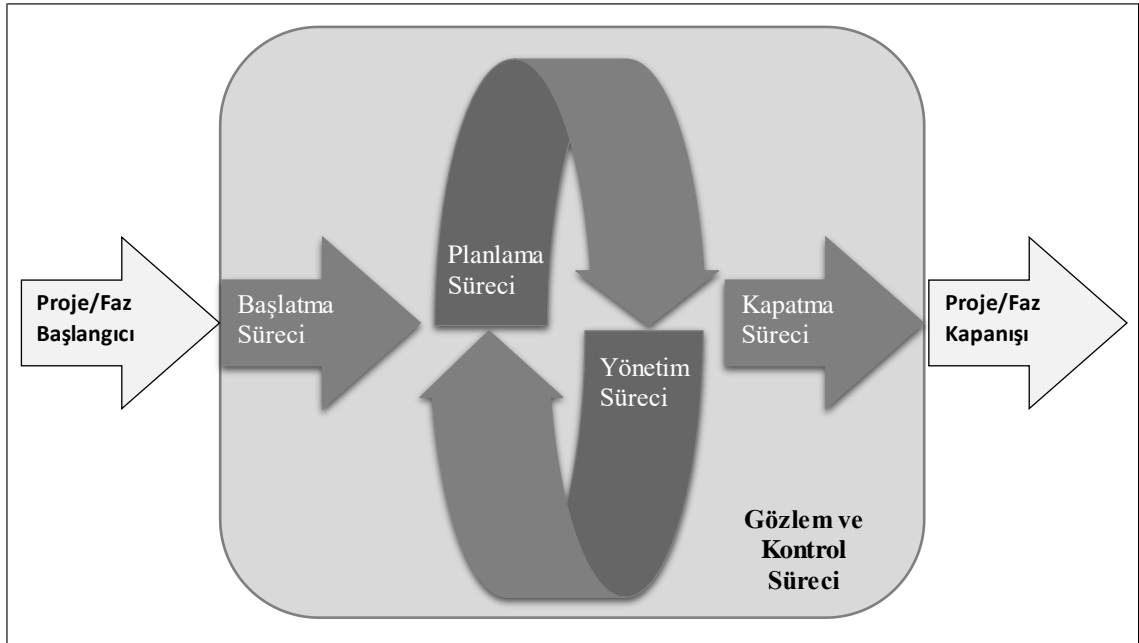 Proje/Faz
Başlangıcı
Başlatma
Süreci
Planlama
Süreci
Yönetim
Süreci
Kapatma
Süreci
Proje/Faz
Kapanışı
Gözlem ve
Kontrol
Süreci